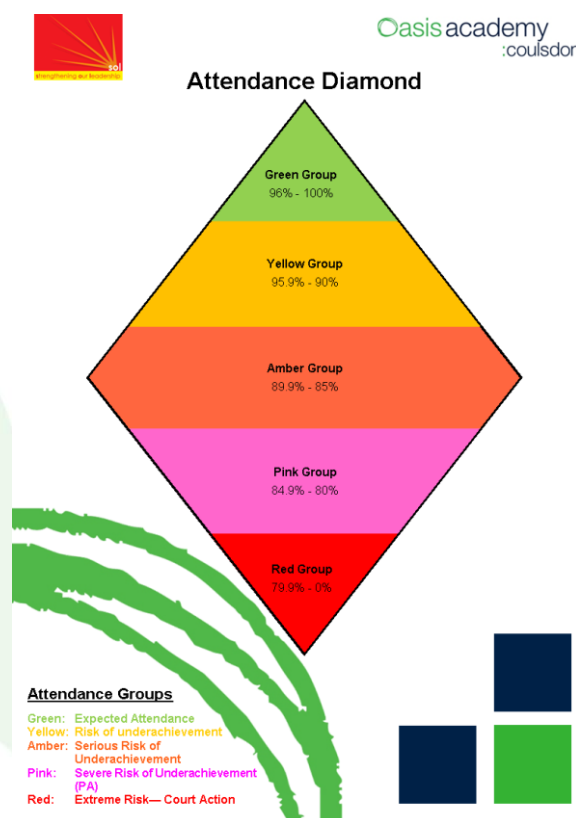 sol
strengthening our leadership
Oasis academy
:coulsdon
Attendance Diamond
Green Group
96% - 100%
Yellow Group
95.9% - 90%
Amber Group
89.9% - 85%
Pink Group
84.9% - 80%
Red Group
79.9% - 0%
Attendance Groups
Green: Expected Attendance
Yellow: Risk of underachievement
Amber: Serious Risk of
Underachievement
Pink: Severe Risk of Underachievement
(PA)
Red: Extreme Risk— Court Action